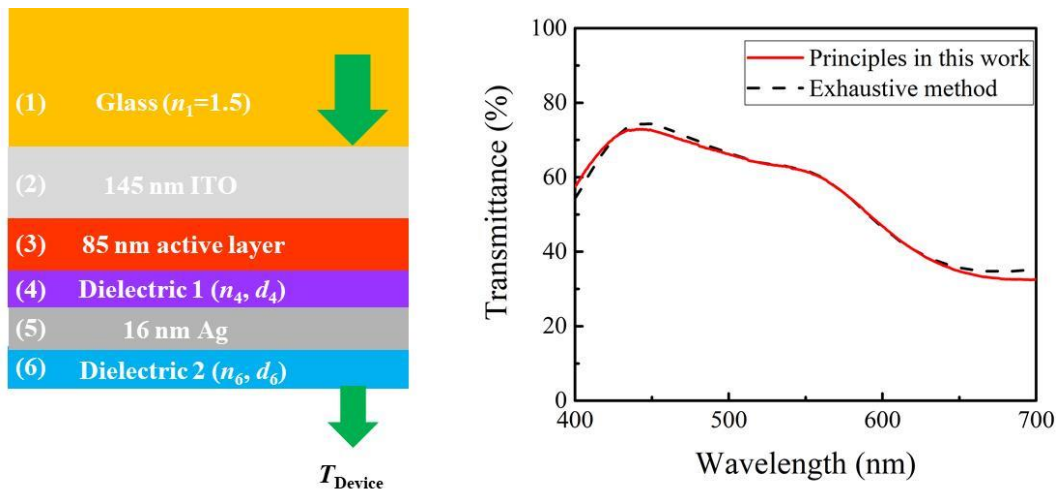 (1) Glass (n₁=1.5)
(2) 145 nm ITO
(3) 85 nm active layer
(4) Dielectric 1 (n₄, d₄)
(5) 16 nm Ag
(6) Dielectric 2 (n₆, d₆)
T_Device
Transmittance (%)
100
80
60
40
20
0
Principles in this work
Exhaustive method
400 500 600 700
Wavelength (nm)